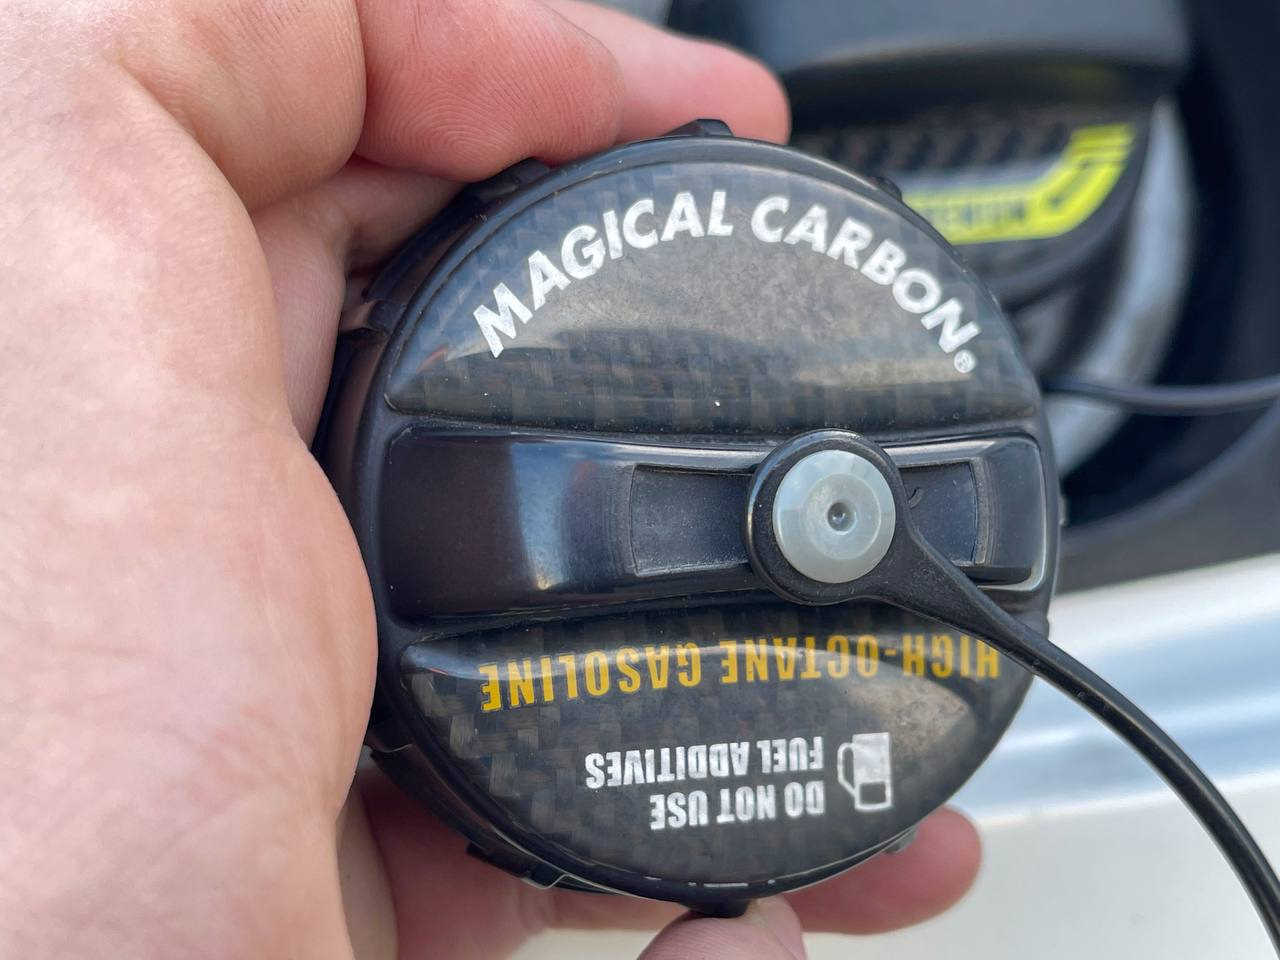 MAGICAL CARBON®
HIGH-OCTANE GASOLINE
DO NOT USE
FUEL ADDITIVES